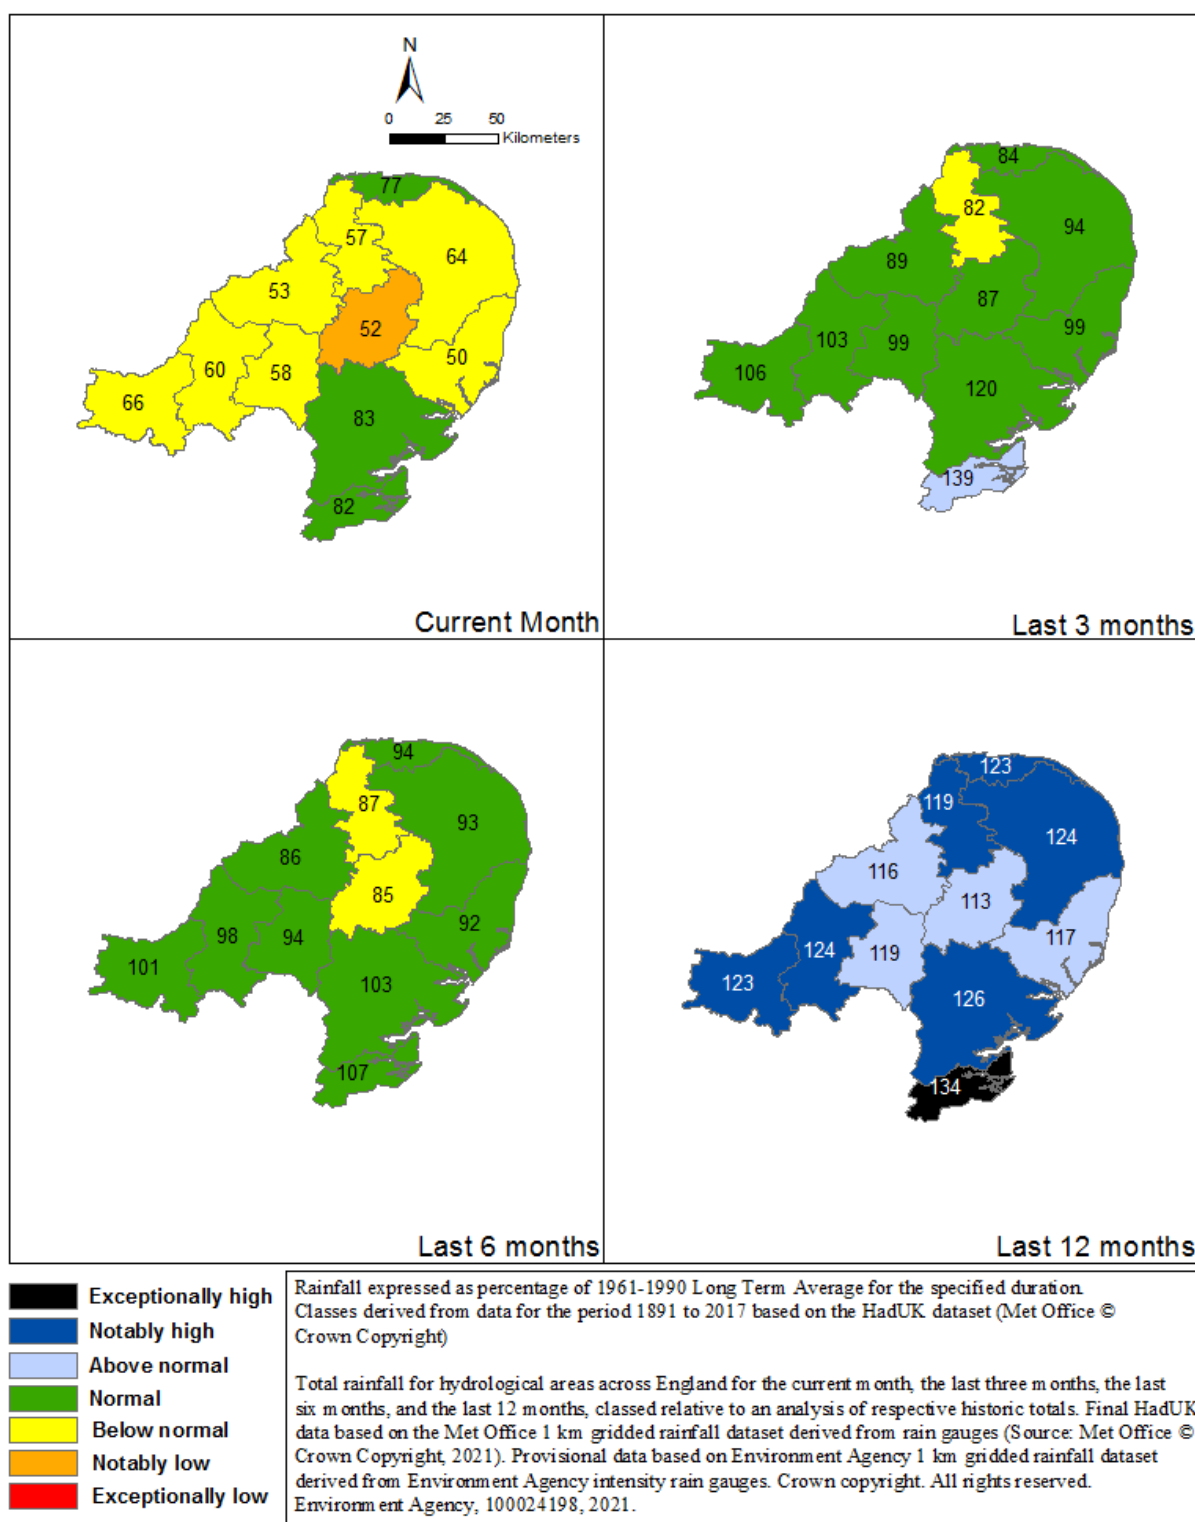 N
0 25 50
Kilometers
77
57
64
53
52
50
60
58
66
83
82
Current Month
84
82
94
89
87
99
103
99
106
120
139
Last 3 months
94
87
93
86
85
92
98
94
101
103
107
Last 6 months
123
119
124
116
113
117
124
119
123
126
134
Last 12 months
Exceptionally high
Notably high
Above normal
Normal
Below normal
Notably low
Exceptionally low
Rainfall expressed as percentage of 1961-1990 Long Term Average for the specified duration.
Classes derived from data for the period 1891 to 2017 based on the HadUK dataset (Met Office ©
Crown Copyright)
Total rainfall for hydrological areas across England for the current month, the last three months, the last
six months, and the last 12 months, classed relative to an analysis of respective historic totals. Final HadUK
data based on the Met Office 1 km gridded rainfall dataset derived from rain gauges (Source: Met Office ©
Crown Copyright, 2021). Provisional data based on Environment Agency 1 km gridded rainfall dataset
derived from Environment Agency intensity rain gauges. Crown copyright. All rights reserved.
Environment Agency, 100024198, 2021.